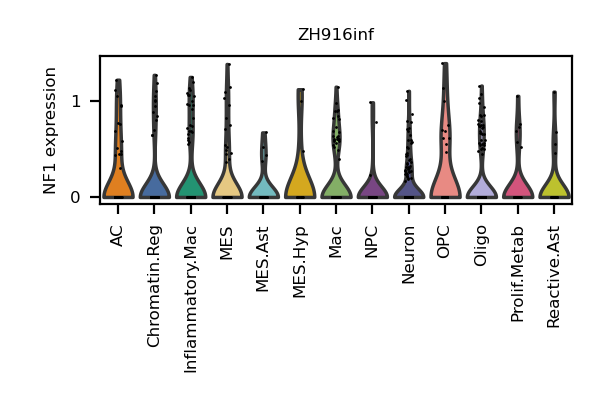 ZH916inf
NF1 expression
1
0
AC
Chromatin.Reg
Inflammatory.Mac
MES
MES.Ast
MES.Hyp
Mac
NPC
Neuron
OPC
Oligo
Prolif.Metab
Reactive.Ast